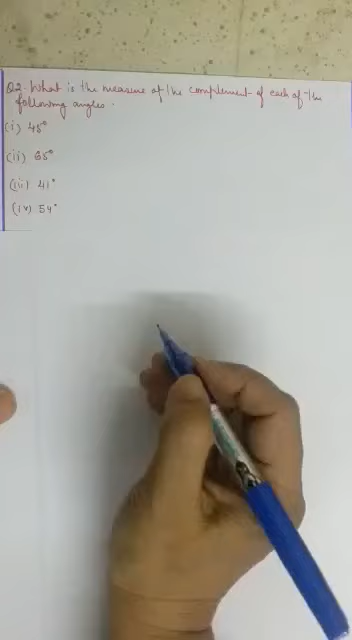 Q2. What is the measure of the complement of each of the
following angles.
(i) 45°
(ii) 65°
(iii) 41°
(iv) 54°